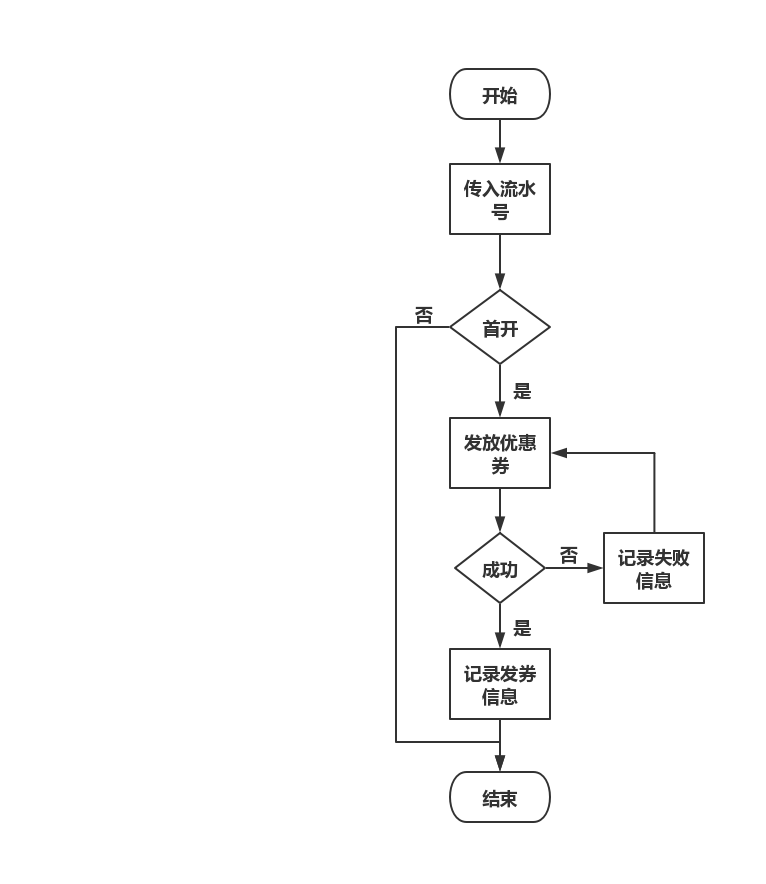 开始
传入流水
号
否
首开
是
发放优惠
券
成功
否
记录失败
信息
是
记录发券
信息
结束